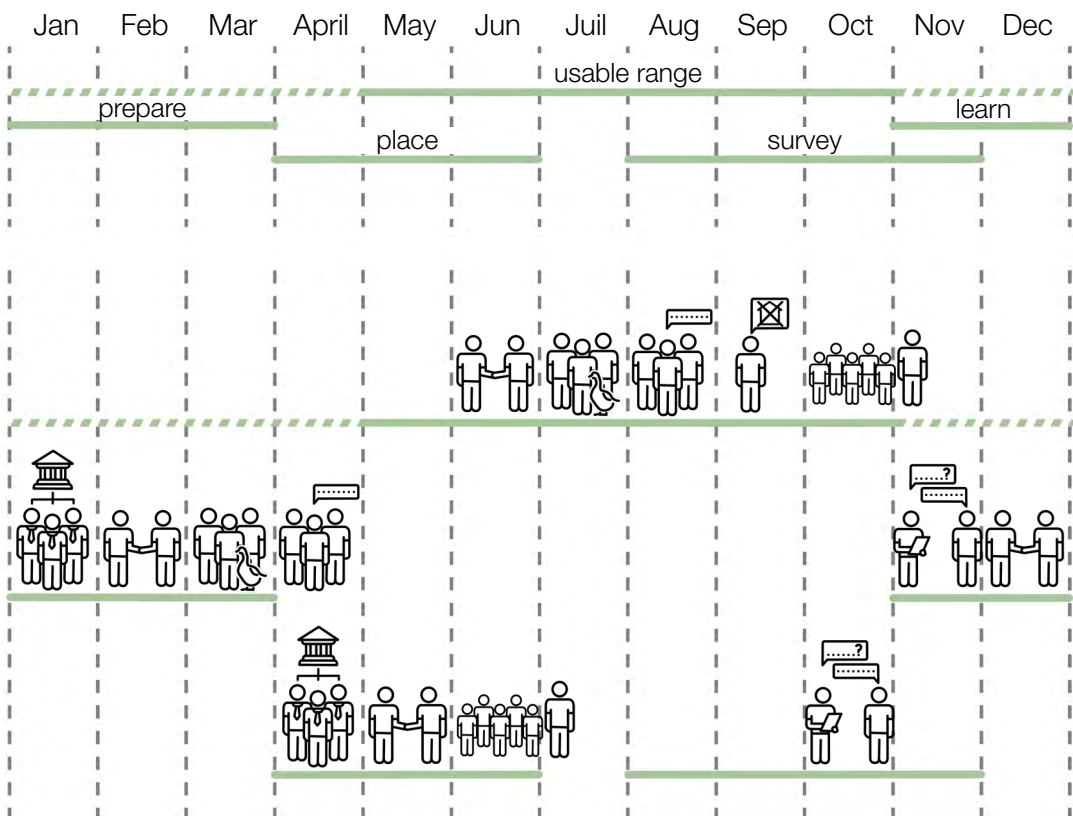 Jan Feb Mar April May Jun Juil Aug Sep Oct Nov Dec
usable range
prepare
learn
place
survey
?
?